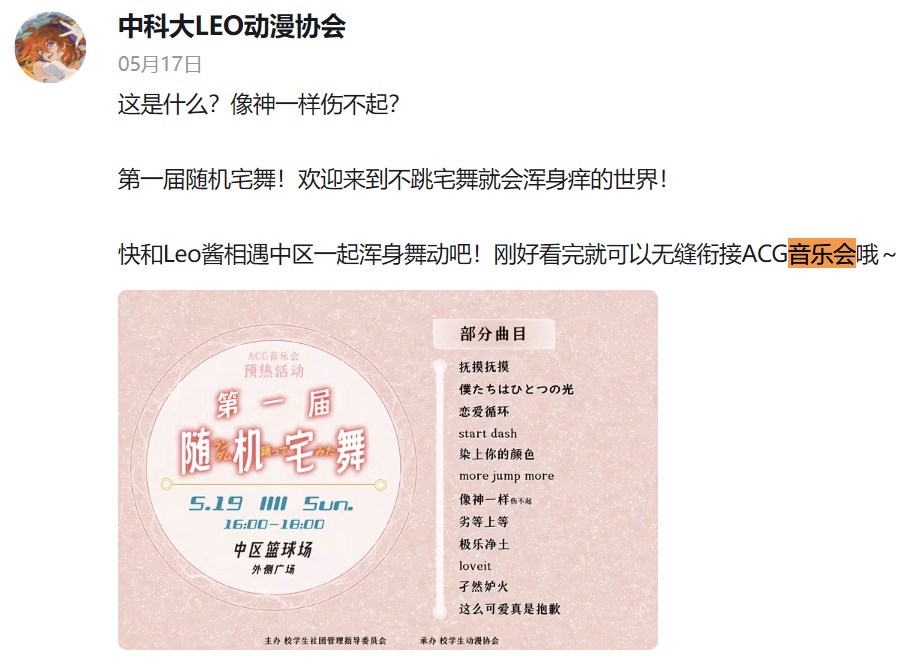 中科大LEO动漫协会
05月17日
这是什么？像神一样伤不起？
第一届随机宅舞！欢迎来到不跳宅舞就会浑身痒的世界！
快和Leo酱相遇中区一起浑身舞动吧！刚好看完就可以无缝衔接ACG音乐会哦～
ACG音乐会
预热活动
第一届
随机宅舞
ランダム踊ってみた
5.19 Sun.
16:00-18:00
中区篮球场
外侧广场
部分曲目
抚摸抚摸
僕たちはひとつの光
恋爱循环
start dash
染上你的颜色
more jump more
像神一样伤不起
劣等上等
极乐净土
loveit
孑然妒火
这么可爱真是抱歉
主办 校学生社团管理指导委员会
承办 校学生动漫协会